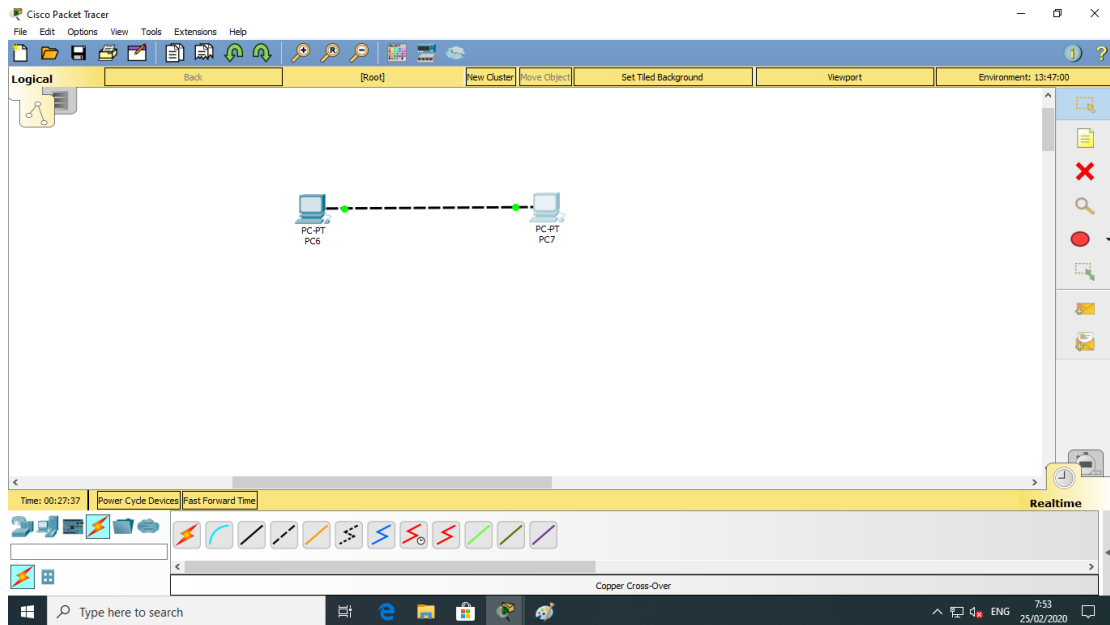 Cisco Packet Tracer
File Edit Options View Tools Extensions Help
Logical Back [Root] New Cluster Move Object Set Tiled Background Viewport Environment: 13:47:00
PC-PT
PC6
PC-PT
PC7
Time: 00:27:37 Power Cycle Devices Fast Forward Time Realtime
Copper Cross-Over
Type here to search
ENG
7:53
25/02/2020